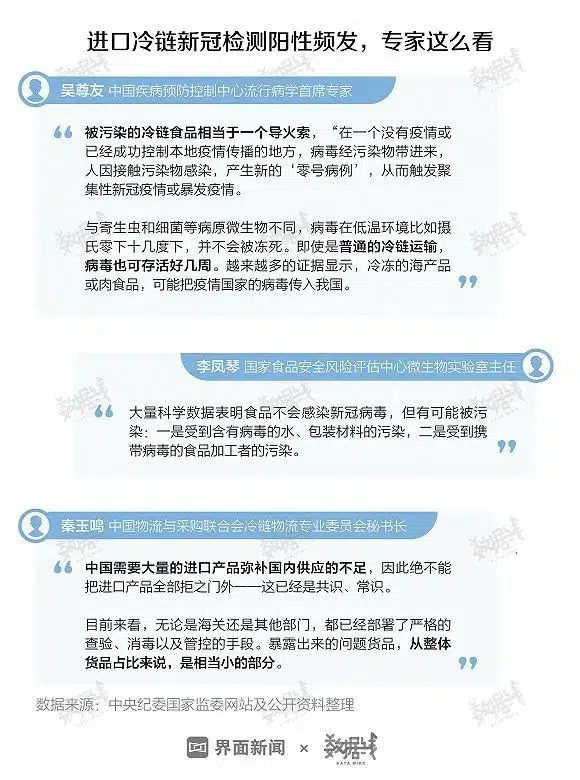 进口冷链新冠检测阳性频发，专家这么看
吴尊友 中国疾病预防控制中心流行病学首席专家
被污染的冷链食品相当于一个导火索，“在一个没有疫情或
已经成功控制本地疫情传播的地方，病毒经污染物带进来，
人因接触污染物感染，产生新的‘零号病例’，从而触发聚
集性新冠疫情或暴发疫情。
与寄生虫和细菌等病原微生物不同，病毒在低温环境比如摄
氏零下十几度下，并不会被冻死。即使是普通的冷链运输，
病毒也可存活好几周。越来越多的证据显示，冷冻的海产品
或肉食品，可能把疫情国家的病毒传入我国。
李凤琴 国家食品安全风险评估中心微生物实验室主任
大量科学数据表明食品不会感染新冠病毒，但有可能被污
染：一是受到含有病毒的水、包装材料的污染，二是受到携
带病毒的食品加工者的污染。
秦玉鸣 中国物流与采购联合会冷链物流专业委员会秘书长
中国需要大量的进口产品弥补国内供应的不足，因此绝不能
把进口产品全部拒之门外——这已经是共识、常识。
目前来看，无论是海关还是其他部门，都已经部署了严格的
查验、消毒以及管控的手段。暴露出来的问题货品，从整体
货品占比来说，是相当小的部分。
数据来源：中央纪委国家监委网站及公开资料整理
界面新闻 × 数据线
DATA WIRE